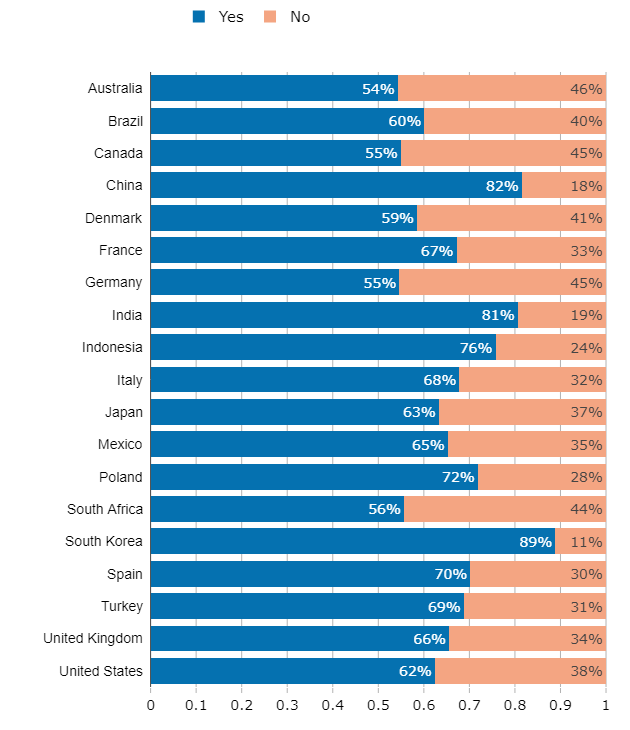 Yes No
Australia 54% 46%
Brazil 60% 40%
Canada 55% 45%
China 82% 18%
Denmark 59% 41%
France 67% 33%
Germany 55% 45%
India 81% 19%
Indonesia 76% 24%
Italy 68% 32%
Japan 63% 37%
Mexico 65% 35%
Poland 72% 28%
South Africa 56% 44%
South Korea 89% 11%
Spain 70% 30%
Turkey 69% 31%
United Kingdom 66% 34%
United States 62% 38%
0 0.1 0.2 0.3 0.4 0.5 0.6 0.7 0.8 0.9 1